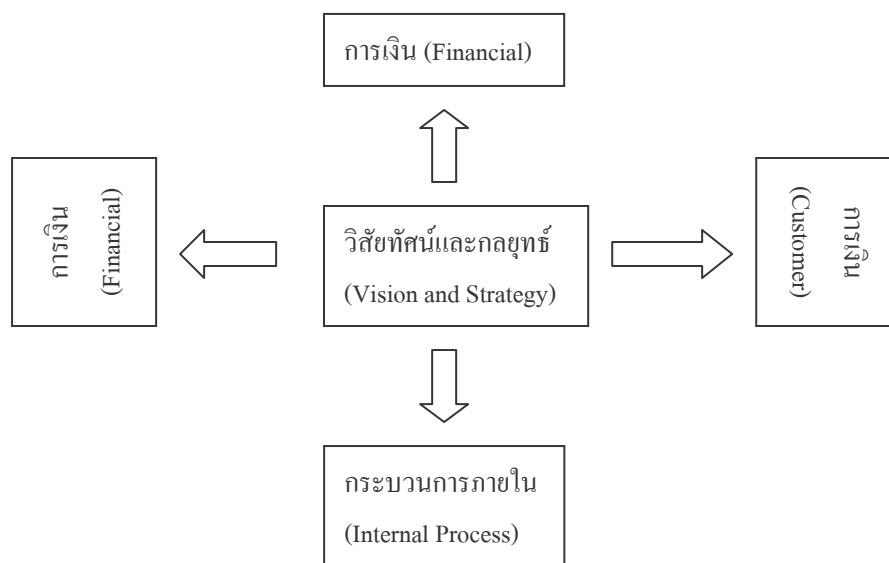 การเงิน (Financial)
การเงิน
(Financial)
วิสัยทัศน์และกลยุทธ์
(Vision and Strategy)
การเงิน
(Customer)
กระบวนการภายใน
(Internal Process)